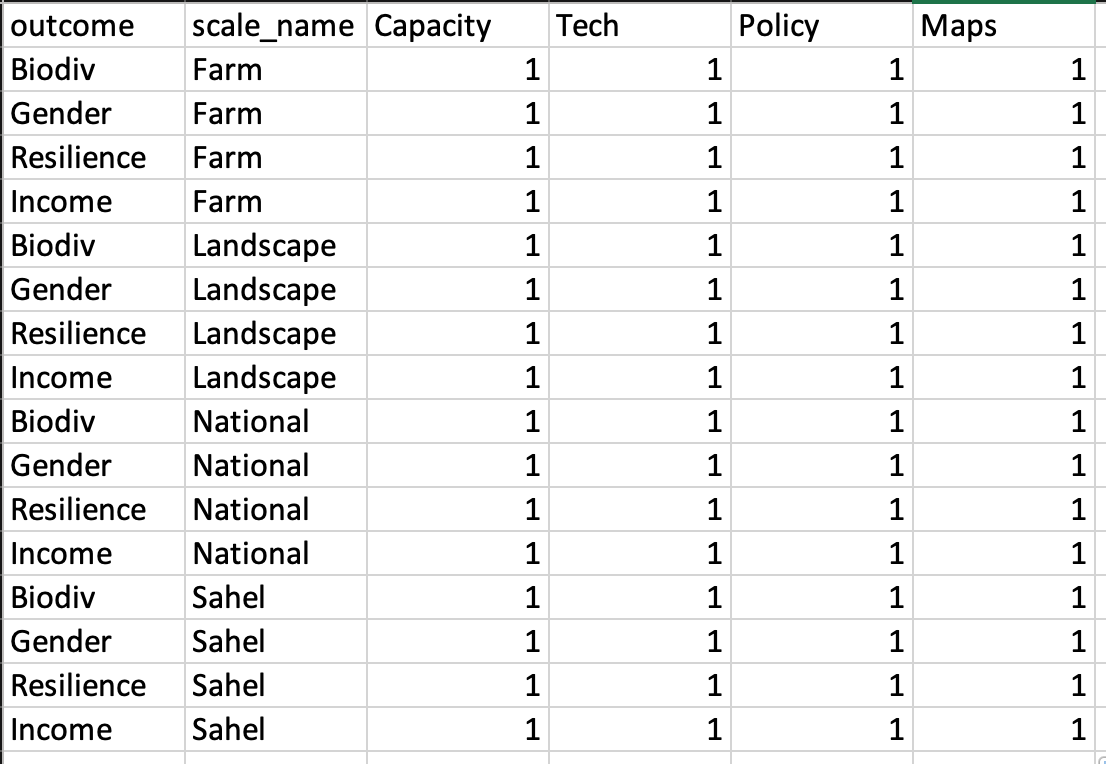 outcome scale_name Capacity Tech Policy Maps
Biodiv Farm 1 1 1 1
Gender Farm 1 1 1 1
Resilience Farm 1 1 1 1
Income Farm 1 1 1 1
Biodiv Landscape 1 1 1 1
Gender Landscape 1 1 1 1
Resilience Landscape 1 1 1 1
Income Landscape 1 1 1 1
Biodiv National 1 1 1 1
Gender National 1 1 1 1
Resilience National 1 1 1 1
Income National 1 1 1 1
Biodiv Sahel 1 1 1 1
Gender Sahel 1 1 1 1
Resilience Sahel 1 1 1 1
Income Sahel 1 1 1 1